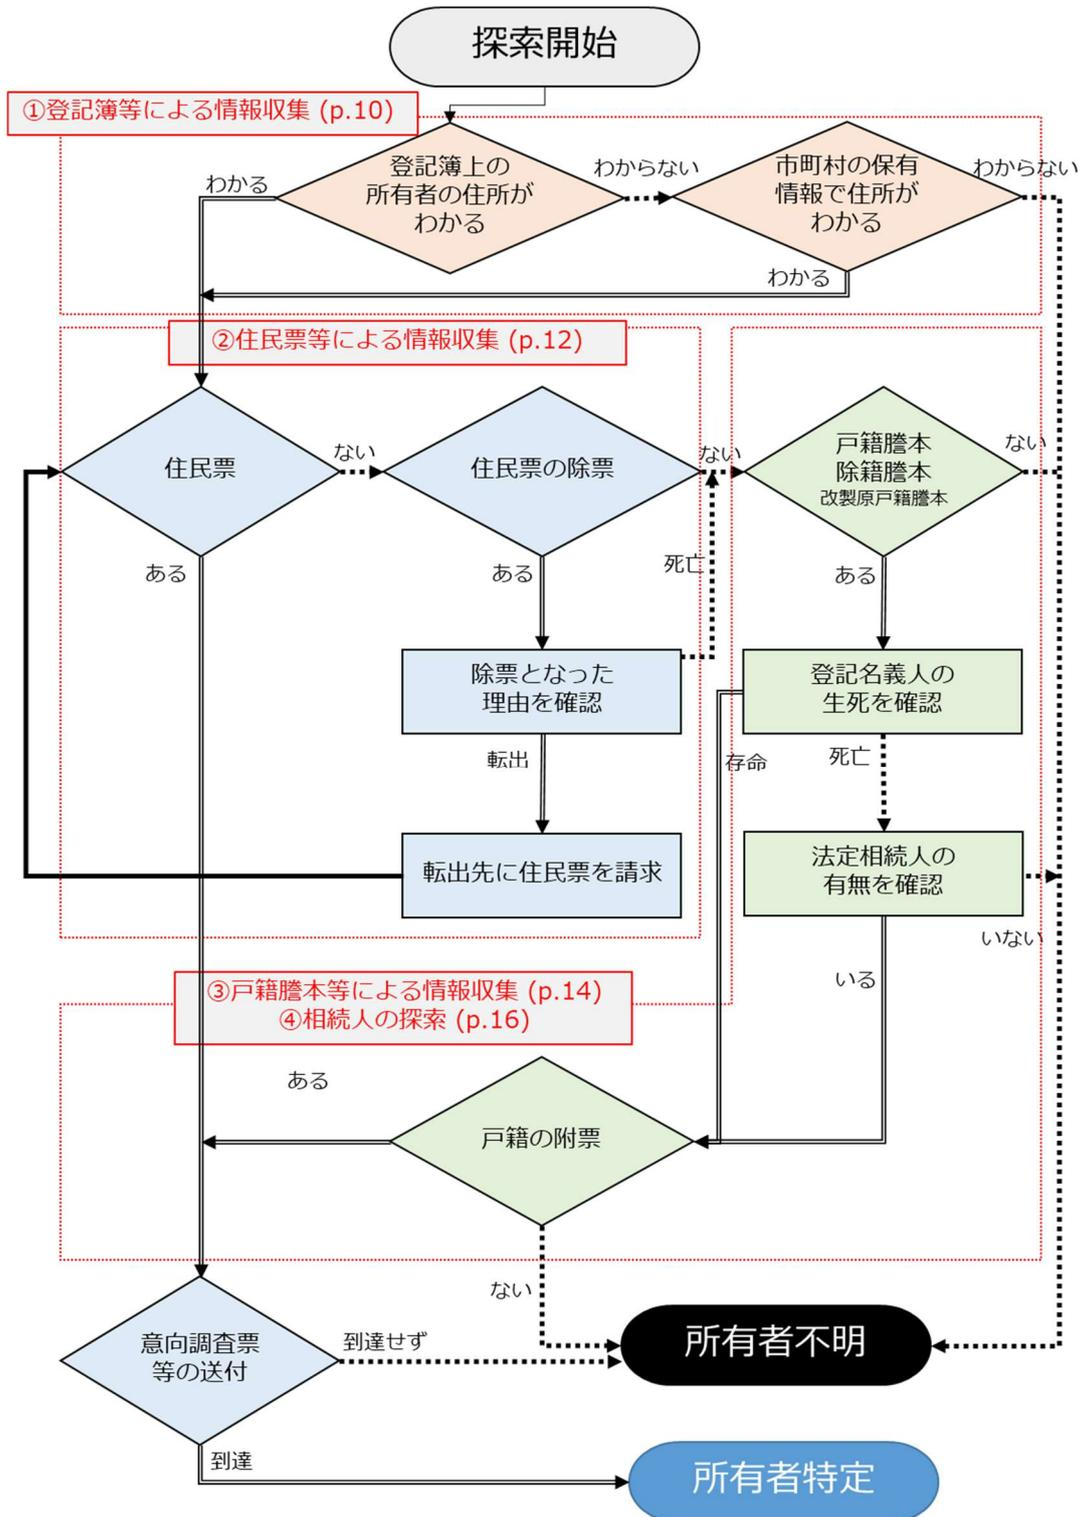 探索開始
①登記簿等による情報収集 (p.10)
登記簿上の
所有者の住所が
わかる
わかる
わからない
市町村の保有
情報で住所が
わかる
わからない
わかる
②住民票等による情報収集 (p.12)
住民票
ない
住民票の除票
ない
戸籍謄本
除籍謄本
改製原戸籍謄本
ない
ある
ある
死亡
ある
除票となった
理由を確認
登記名義人の
生死を確認
転出
存命
死亡
転出先に住民票を請求
法定相続人の
有無を確認
いない
いる
③戸籍謄本等による情報収集 (p.14)
④相続人の探索 (p.16)
ある
戸籍の附票
ない
意向調査票
等の送付
到達せず
所有者不明
到達
所有者特定